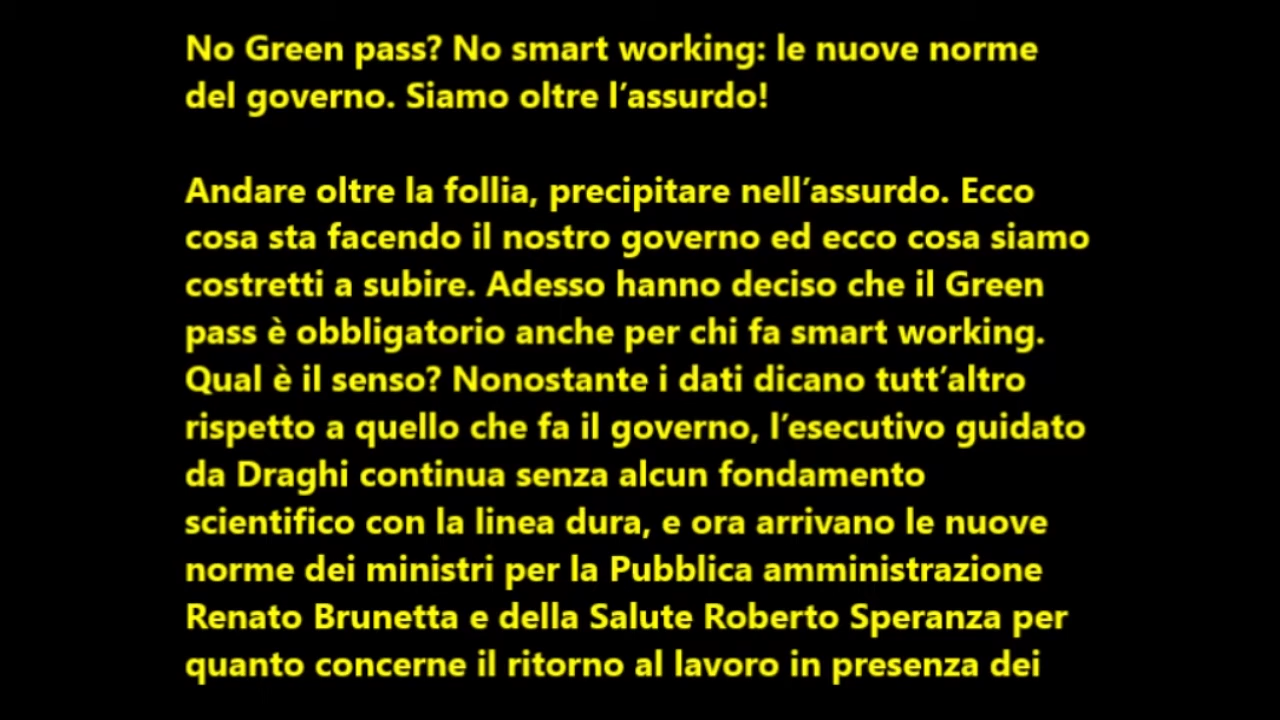 No Green pass? No smart working: le nuove norme
del governo. Siamo oltre l’assurdo!
Andare oltre la follia, precipitare nell’assurdo. Ecco
cosa sta facendo il nostro governo ed ecco cosa siamo
costretti a subire. Adesso hanno deciso che il Green
pass è obbligatorio anche per chi fa smart working.
Qual è il senso? Nonostante i dati dicano tutt’altro
rispetto a quello che fa il governo, l’esecutivo guidato
da Draghi continua senza alcun fondamento
scientifico con la linea dura, e ora arrivano le nuove
norme dei ministri per la Pubblica amministrazione
Renato Brunetta e della Salute Roberto Speranza per
quanto concerne il ritorno al lavoro in presenza dei